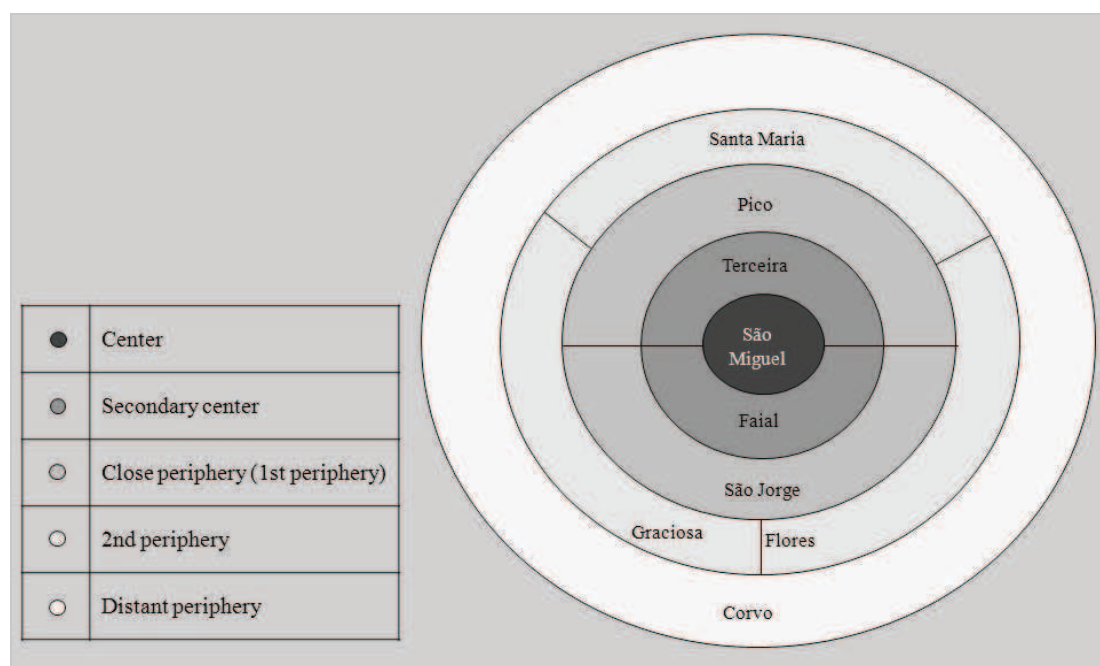 Center
Secondary center
Close periphery (1st periphery)
2nd periphery
Distant periphery
Santa Maria
Pico
Terceira
São
Miguel
Faial
São Jorge
Graciosa
Flores
Corvo